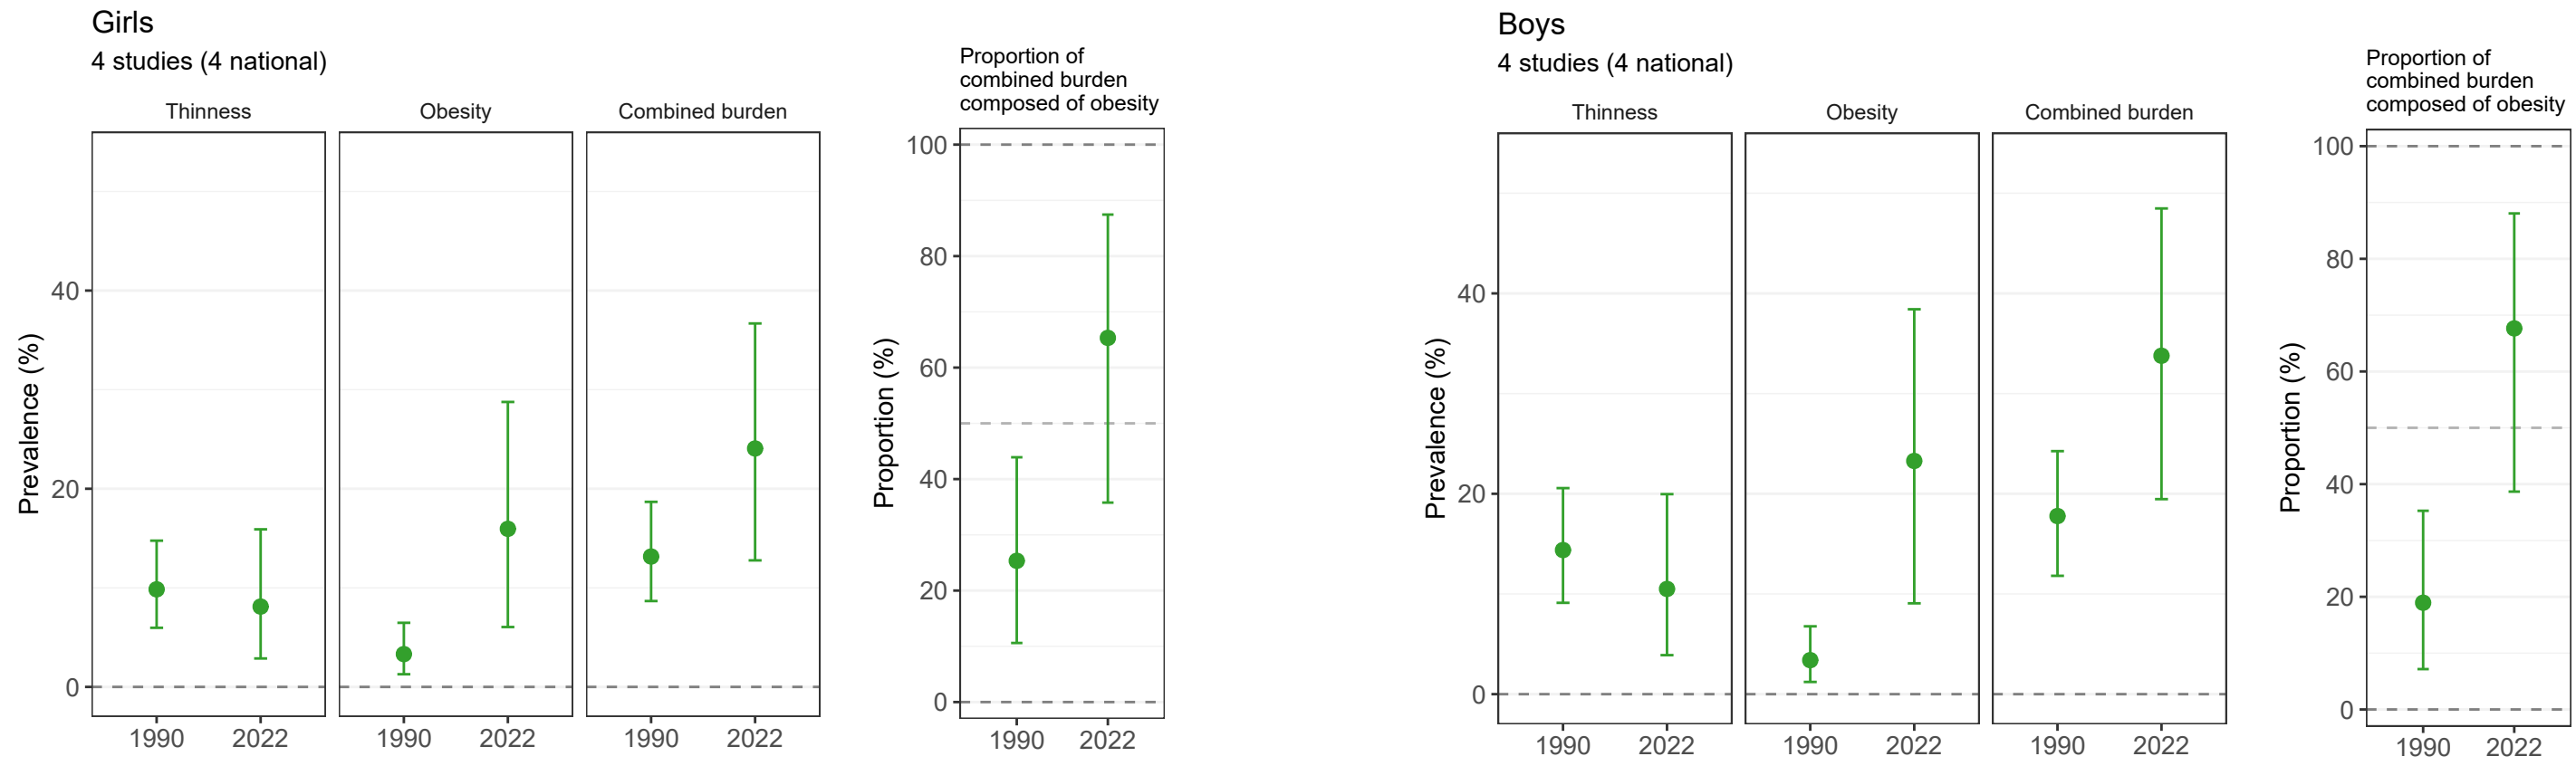 Girls
4 studies (4 national)
Thinness
Obesity
Combined burden
Prevalence (%)
40
20
0
1990 2022
1990 2022
1990 2022
Proportion of
combined burden
composed of obesity
Proportion (%)
100
80
60
40
20
0
1990 2022
Boys
4 studies (4 national)
Thinness
Obesity
Combined burden
Prevalence (%)
40
20
0
1990 2022
1990 2022
1990 2022
Proportion of
combined burden
composed of obesity
Proportion (%)
100
80
60
40
20
0
1990 2022